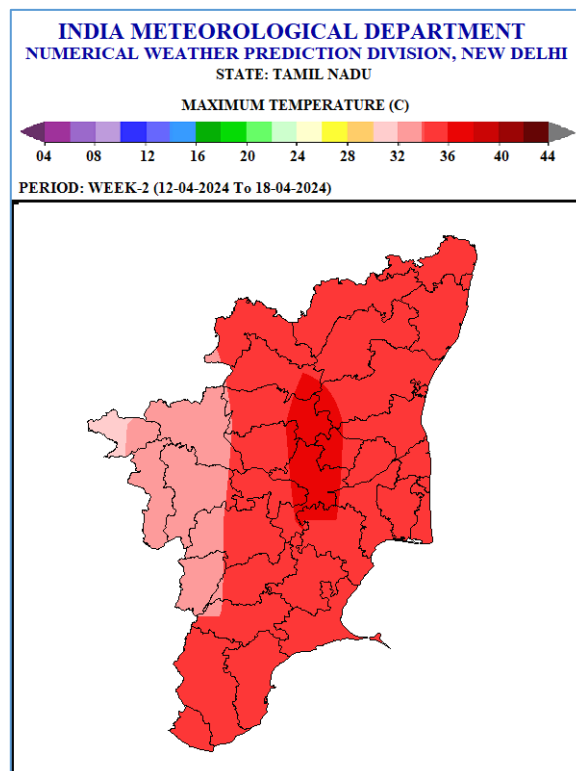 INDIA METEOROLOGICAL DEPARTMENT
NUMERICAL WEATHER PREDICTION DIVISION, NEW DELHI
STATE: TAMIL NADU
MAXIMUM TEMPERATURE (C)
04 08 12 16 20 24 28 32 36 40 44
PERIOD: WEEK-2 (12-04-2024 To 18-04-2024)